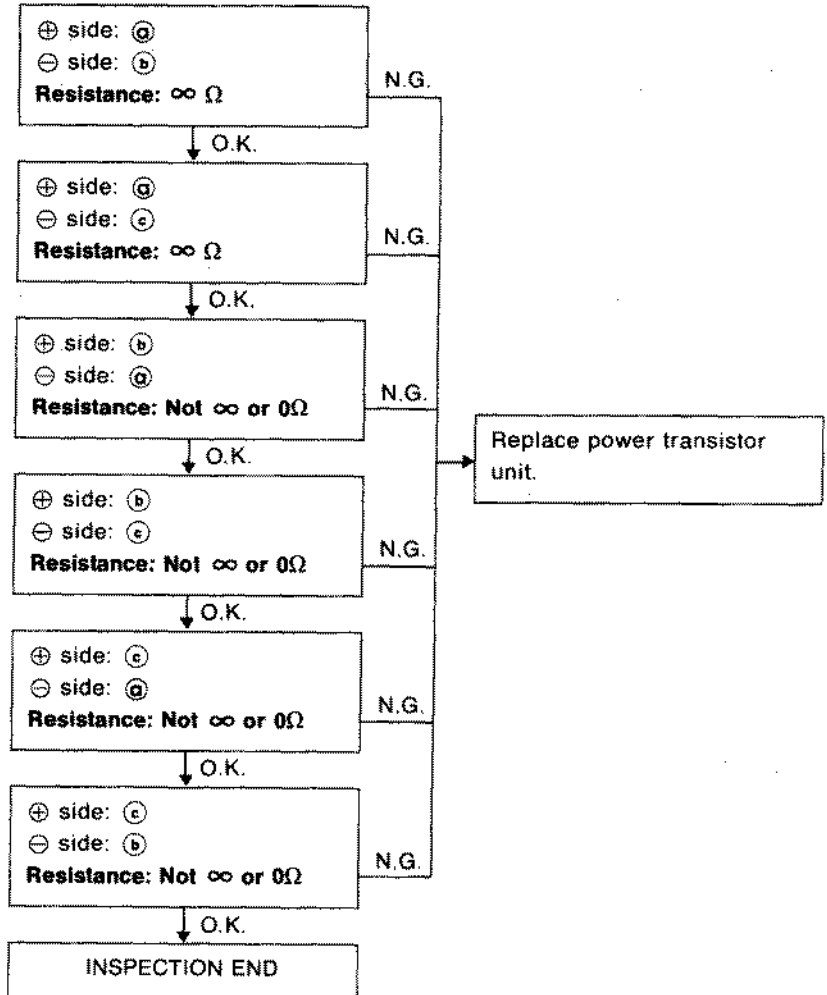 ⊕ side: ⓐ
⊖ side: ⓑ
Resistance: ∞ Ω
N.G.
O.K.
⊕ side: ⓐ
⊖ side: ⓒ
Resistance: ∞ Ω
N.G.
O.K.
⊕ side: ⓑ
⊖ side: ⓐ
Resistance: Not ∞ or 0Ω
N.G.
O.K.
Replace power transistor
unit.
⊕ side: ⓑ
⊖ side: ⓒ
Resistance: Not ∞ or 0Ω
N.G.
O.K.
⊕ side: ⓒ
⊖ side: ⓐ
Resistance: Not ∞ or 0Ω
N.G.
O.K.
⊕ side: ⓒ
⊖ side: ⓑ
Resistance: Not ∞ or 0Ω
N.G.
O.K.
INSPECTION END